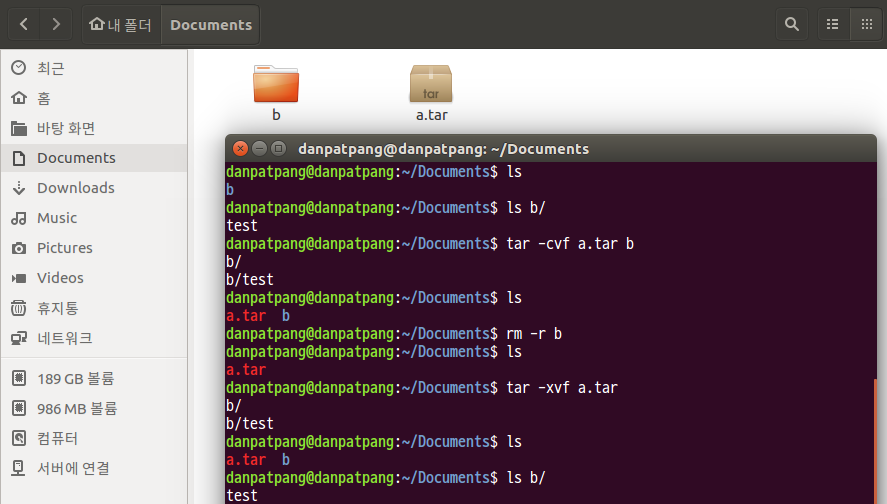 내 폴더 Documents
최근
홈
바탕 화면
Documents
Downloads
Music
Pictures
Videos
휴지통
네트워크
189 GB 볼륨
986 MB 볼륨
컴퓨터
서버에 연결
b
a.tar
tar
danpatpang@danpatpang: ~/Documents
danpatpang@danpatpang:~/Documents$ ls
b
danpatpang@danpatpang:~/Documents$ ls b/
test
danpatpang@danpatpang:~/Documents$ tar -cvf a.tar b
b/
b/test
danpatpang@danpatpang:~/Documents$ ls
a.tar  b
danpatpang@danpatpang:~/Documents$ rm -r b
danpatpang@danpatpang:~/Documents$ ls
a.tar
danpatpang@danpatpang:~/Documents$ tar -xvf a.tar
b/
b/test
danpatpang@danpatpang:~/Documents$ ls
a.tar  b
danpatpang@danpatpang:~/Documents$ ls b/
test